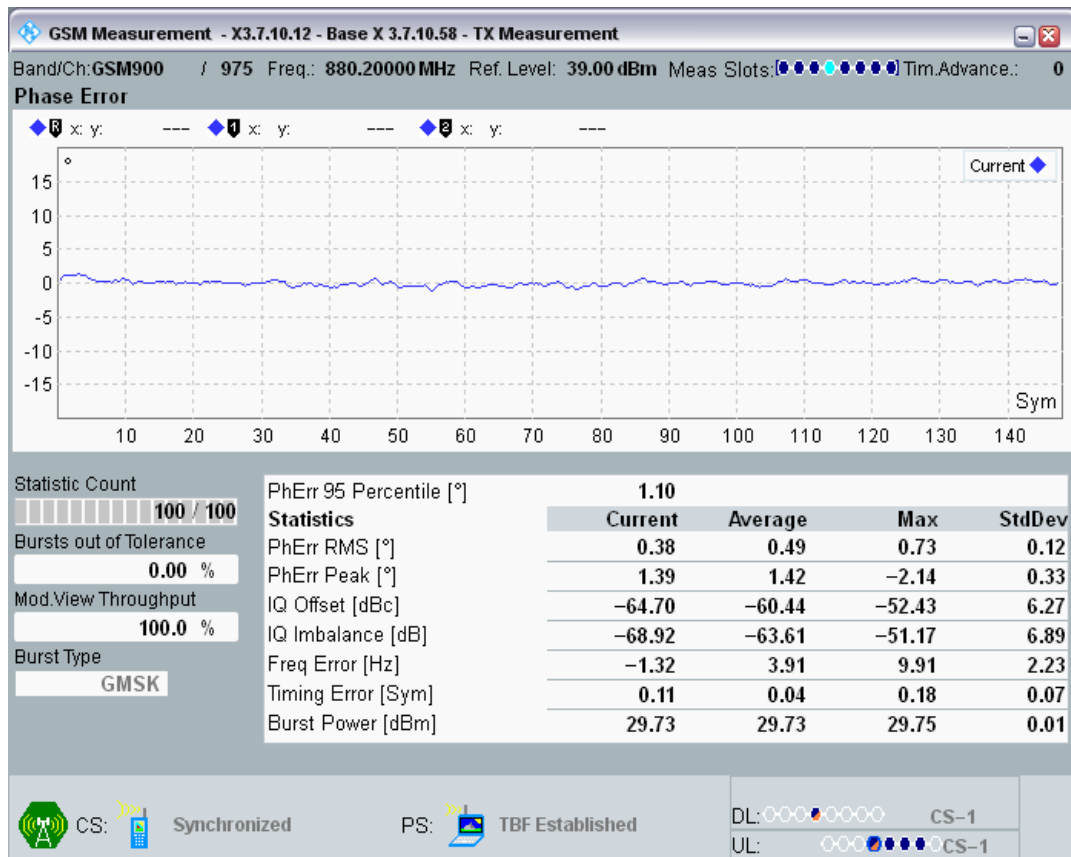 GSM Measurement - X3.7.10.12 - Base X 3.7.10.58 - TX Measurement
Band/Ch:GSM900 / 975 Freq.: 880.20000 MHz Ref. Level: 39.00 dBm Meas Slots: Tim.Advance.: 0
Phase Error
R x: y: --- 1 x: y: --- 2 x: y: ---
°
Current
15
10
5
0
-5
-10
-15
Sym
10 20 30 40 50 60 70 80 90 100 110 120 130 140
Statistic Count
100 / 100
Bursts out of Tolerance
0.00 %
Mod.View Throughput
100.0 %
Burst Type
GMSK
PhErr 95 Percentile [°] 1.10
Statistics Current Average Max StdDev
PhErr RMS [°] 0.38 0.49 0.73 0.12
PhErr Peak [°] 1.39 1.42 −2.14 0.33
IQ Offset [dBc] −64.70 −60.44 −52.43 6.27
IQ Imbalance [dB] −68.92 −63.61 −51.17 6.89
Freq Error [Hz] −1.32 3.91 9.91 2.23
Timing Error [Sym] 0.11 0.04 0.18 0.07
Burst Power [dBm] 29.73 29.73 29.75 0.01
CS: Synchronized PS: TBF Established
DL: CS−1
UL: CS−1